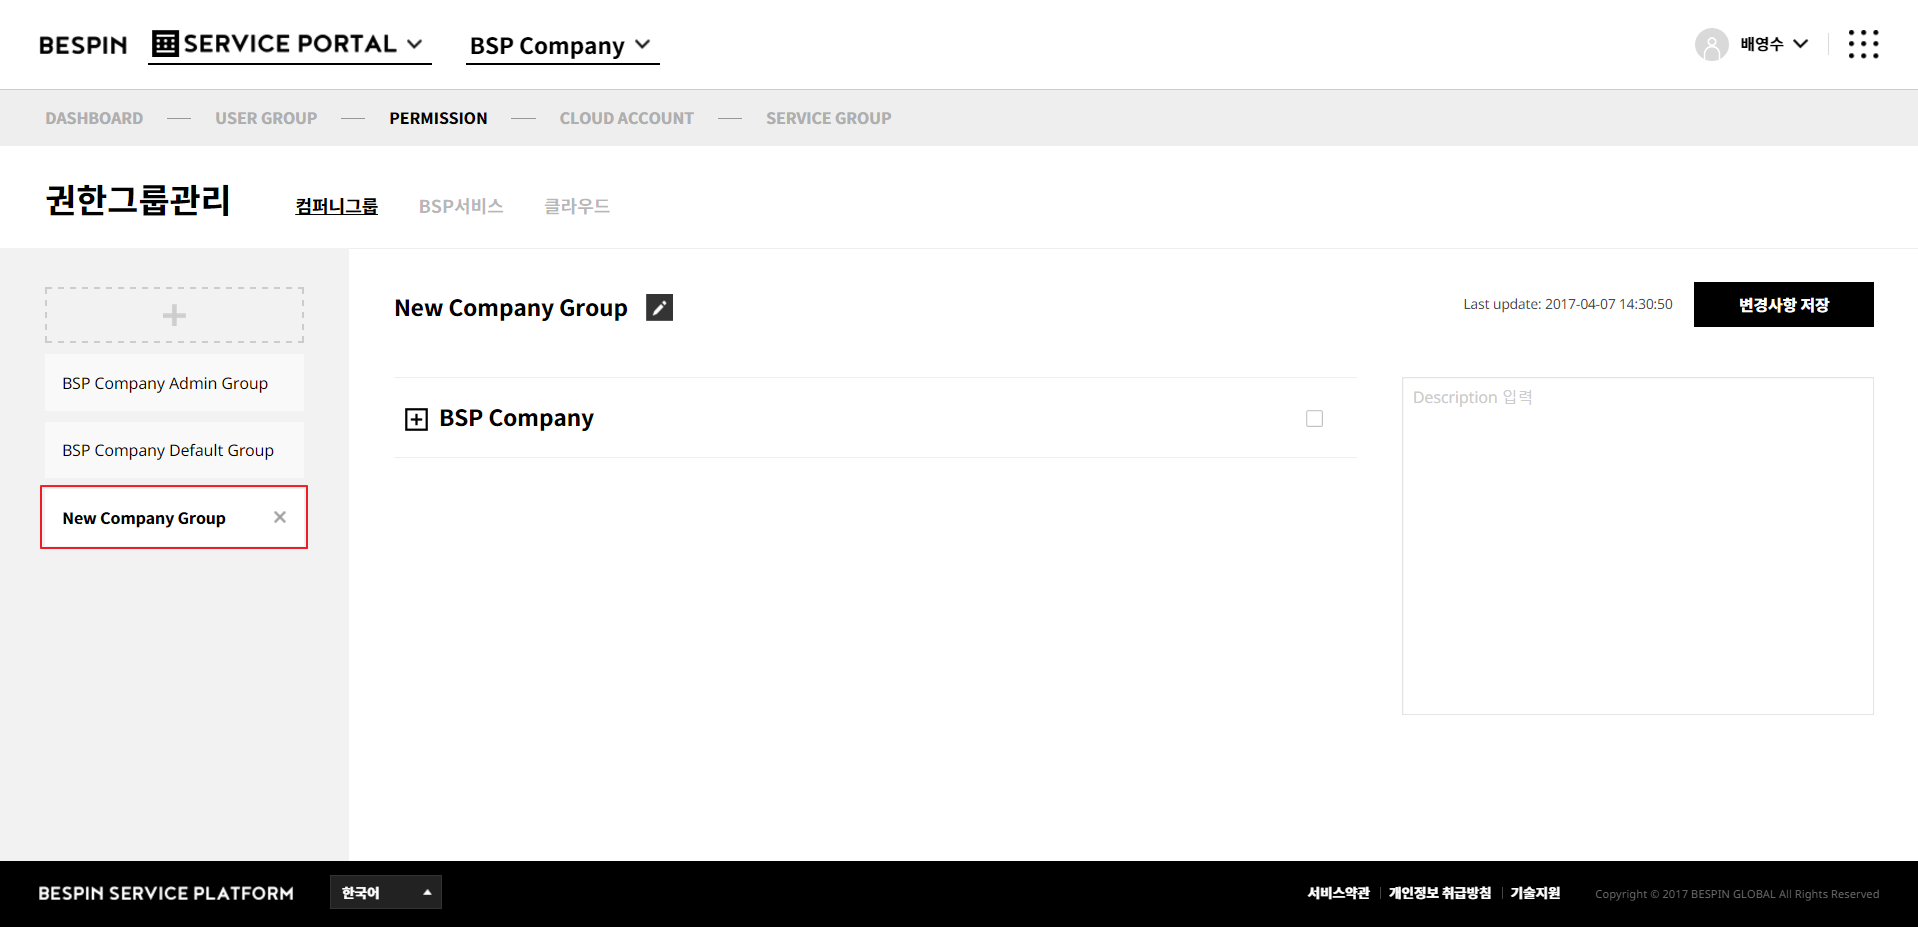 BESPIN SERVICE PORTAL BSP Company 배영수
DASHBOARD USER GROUP PERMISSION CLOUD ACCOUNT SERVICE GROUP
권한그룹관리 컴퍼니그룹 BSP서비스 클라우드
New Company Group Last update: 2017-04-07 14:30:50 변경사항 저장
BSP Company Admin Group
BSP Company Default Group
New Company Group
BSP Company
Description 입력
BESPIN SERVICE PLATFORM 한국어 서비스약관 개인정보 취급방침 기술지원 Copyright © 2017 BESPIN GLOBAL All Rights Reserved